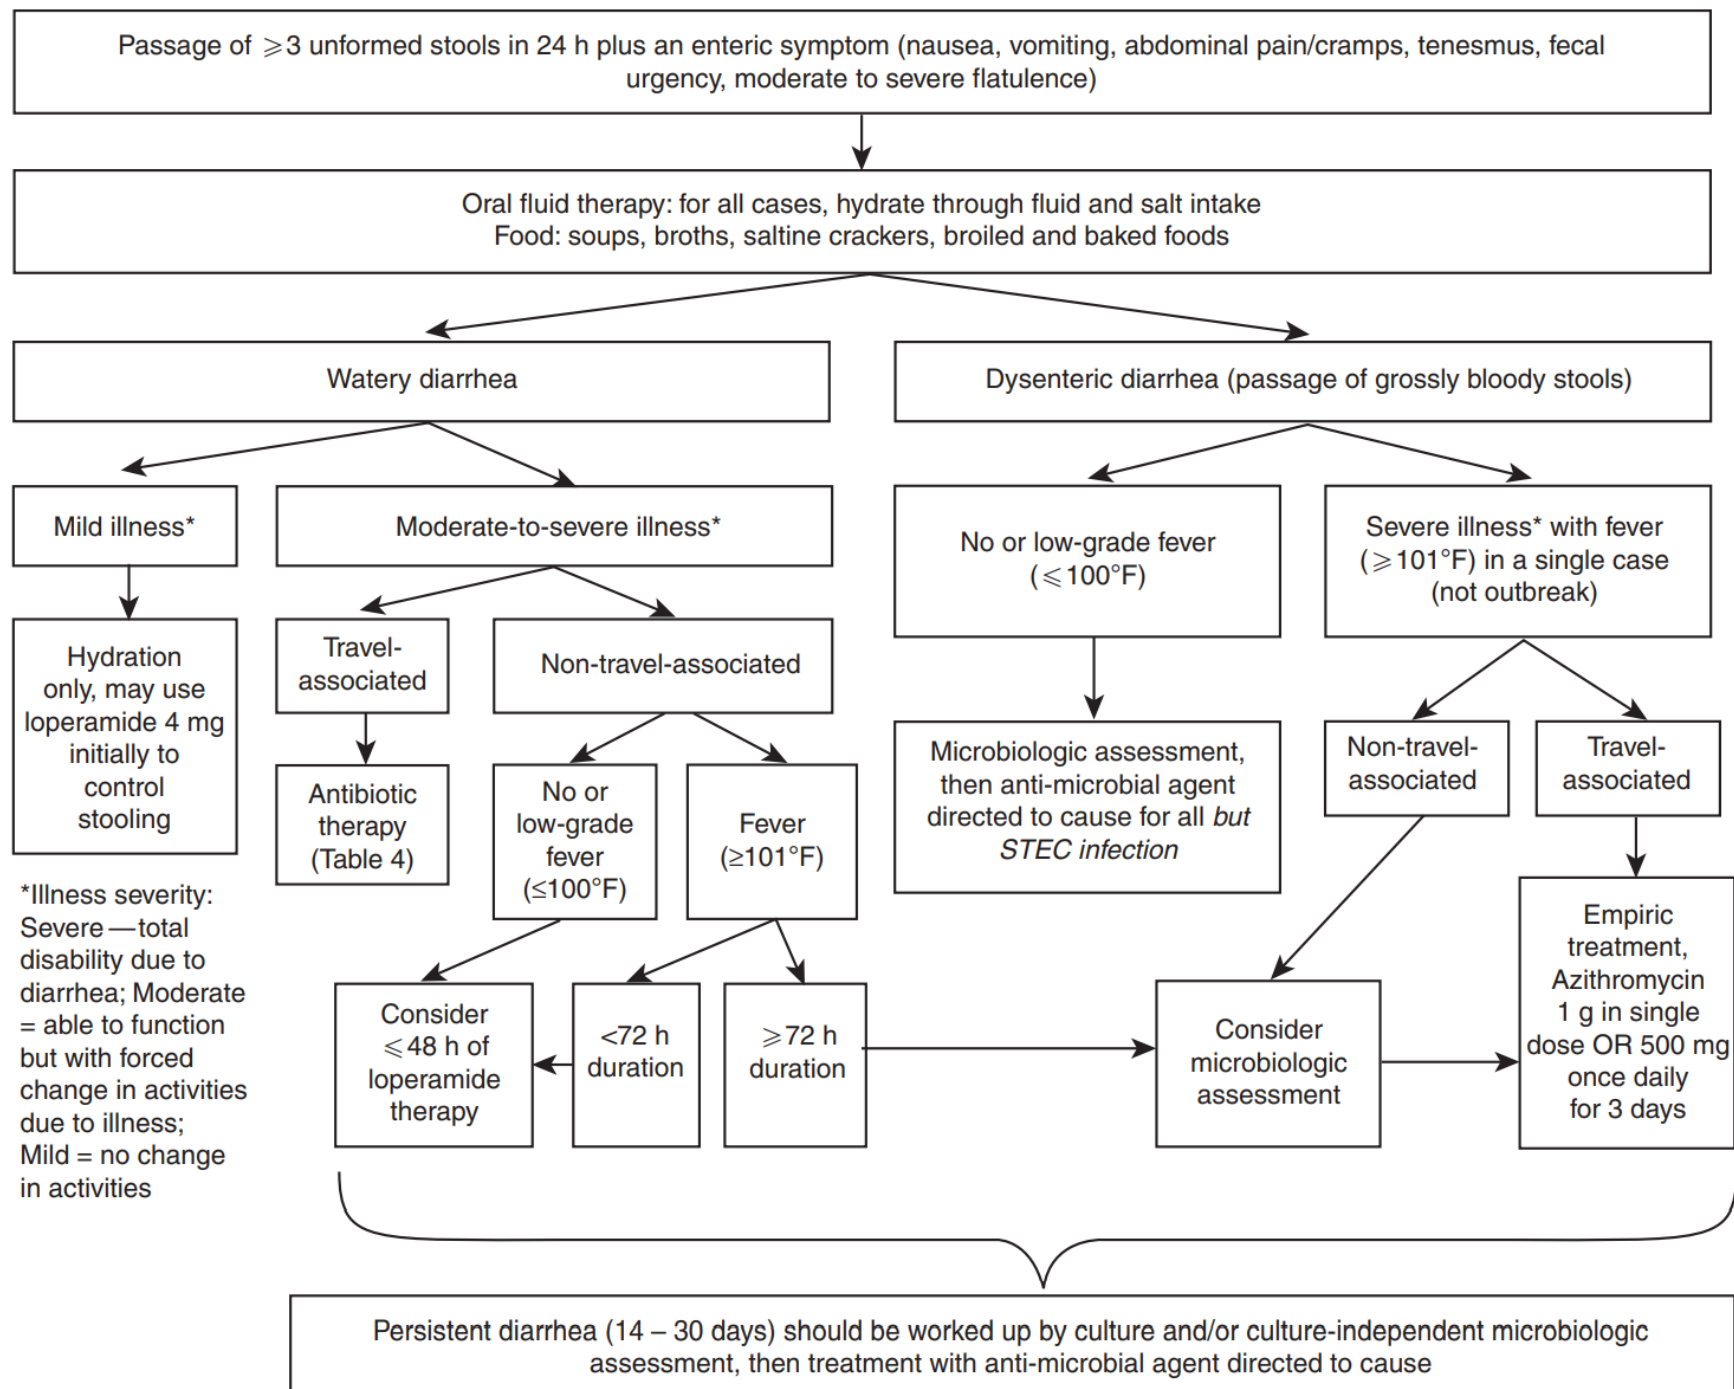 Passage of ⩾3 unformed stools in 24 h plus an enteric symptom (nausea, vomiting, abdominal pain/cramps, tenesmus, fecal
urgency, moderate to severe flatulence)
Oral fluid therapy: for all cases, hydrate through fluid and salt intake
Food: soups, broths, saltine crackers, broiled and baked foods
Watery diarrhea
Dysenteric diarrhea (passage of grossly bloody stools)
Mild illness*
Moderate-to-severe illness*
No or low-grade fever
(⩽100°F)
Severe illness* with fever
(⩾101°F) in a single case
(not outbreak)
Hydration
only, may use
loperamide 4 mg
initially to
control
stooling
Travel-
associated
Non-travel-associated
Microbiologic assessment,
then anti-microbial agent
directed to cause for all but
STEC infection
Non-travel-
associated
Travel-
associated
Antibiotic
therapy
(Table 4)
No or
low-grade
fever
(≤100°F)
Fever
(≥101°F)
*Illness severity:
Severe—total
disability due to
diarrhea; Moderate
= able to function
but with forced
change in activities
due to illness;
Mild = no change
in activities
Consider
⩽48 h of
loperamide
therapy
<72 h
duration
⩾72 h
duration
Consider
microbiologic
assessment
Empiric
treatment,
Azithromycin
1 g in single
dose OR 500 mg
once daily
for 3 days
Persistent diarrhea (14 – 30 days) should be worked up by culture and/or culture-independent microbiologic
assessment, then treatment with anti-microbial agent directed to cause